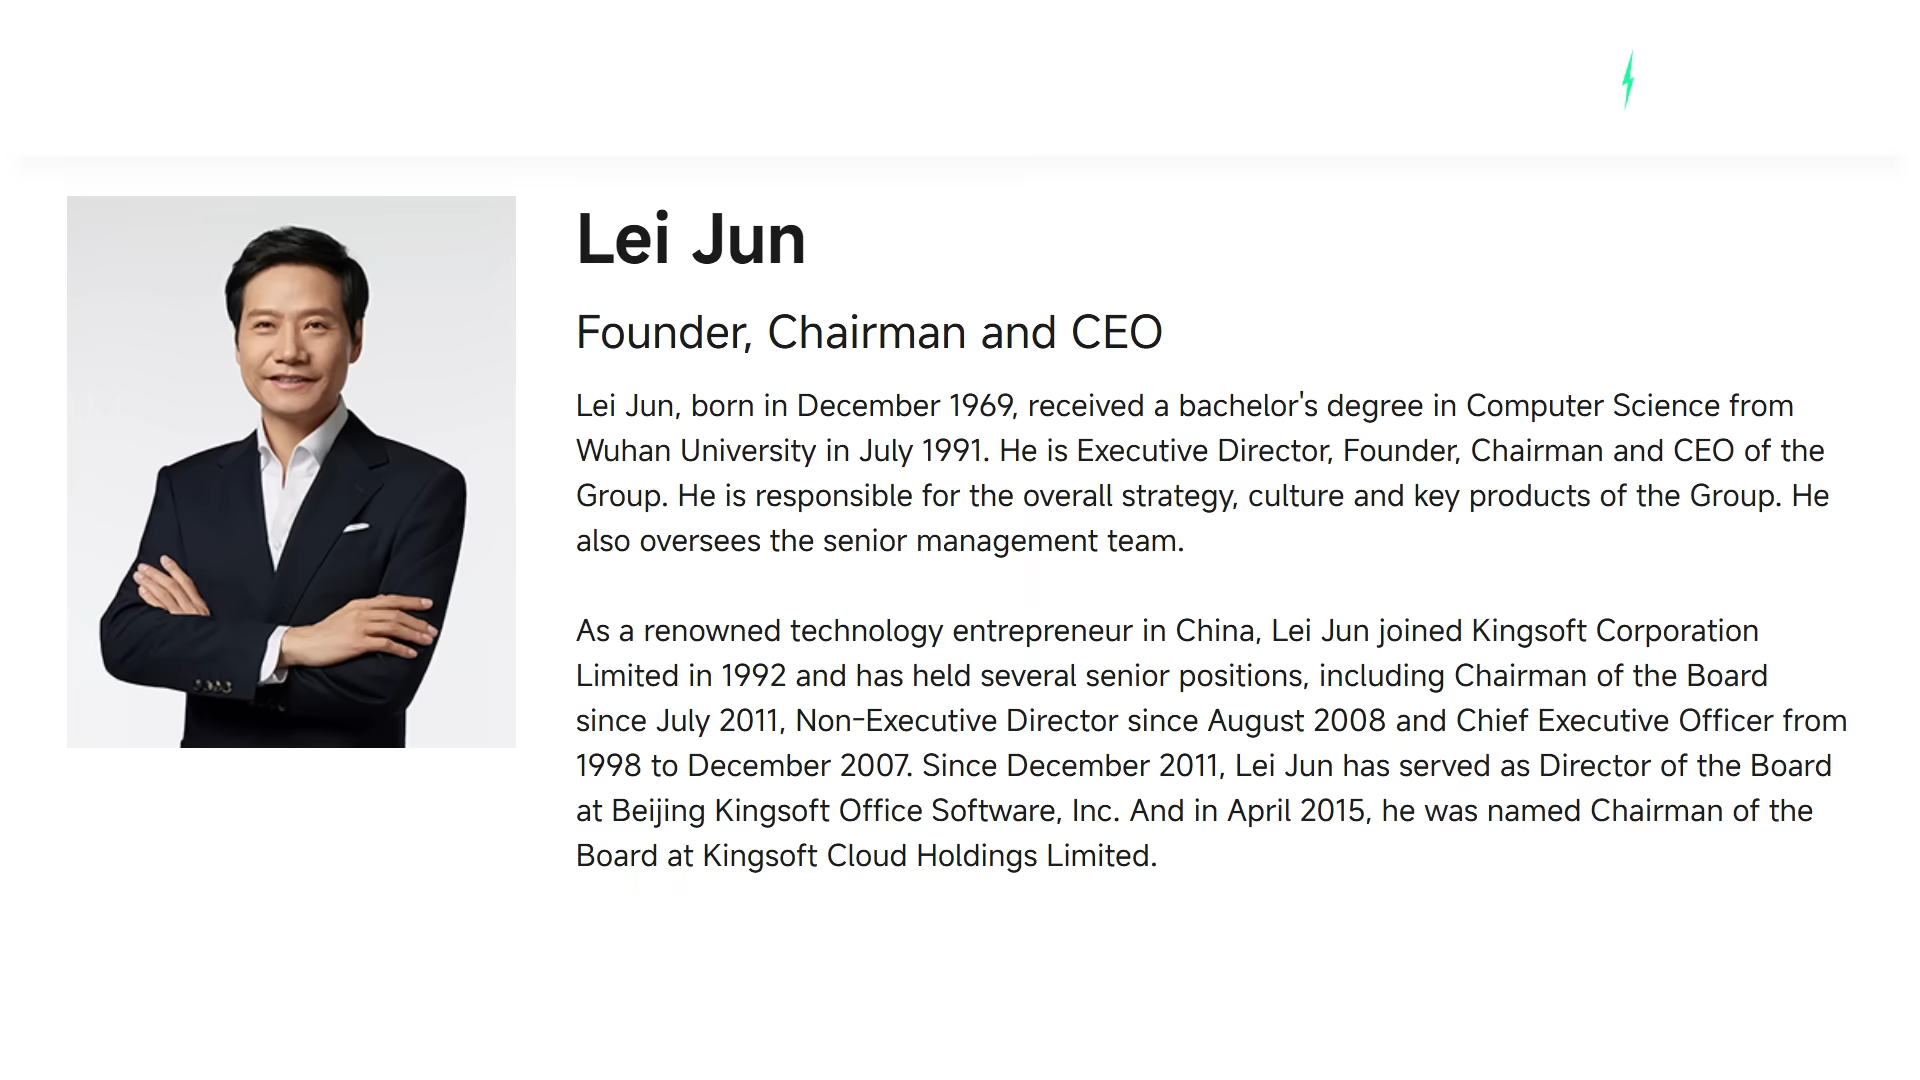 Lei Jun
Founder, Chairman and CEO
Lei Jun, born in December 1969, received a bachelor's degree in Computer Science from
Wuhan University in July 1991. He is Executive Director, Founder, Chairman and CEO of the
Group. He is responsible for the overall strategy, culture and key products of the Group. He
also oversees the senior management team.
As a renowned technology entrepreneur in China, Lei Jun joined Kingsoft Corporation
Limited in 1992 and has held several senior positions, including Chairman of the Board
since July 2011, Non-Executive Director since August 2008 and Chief Executive Officer from
1998 to December 2007. Since December 2011, Lei Jun has served as Director of the Board
at Beijing Kingsoft Office Software, Inc. And in April 2015, he was named Chairman of the
Board at Kingsoft Cloud Holdings Limited.